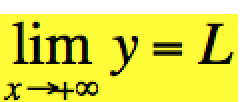 lim y = L
x→+∞